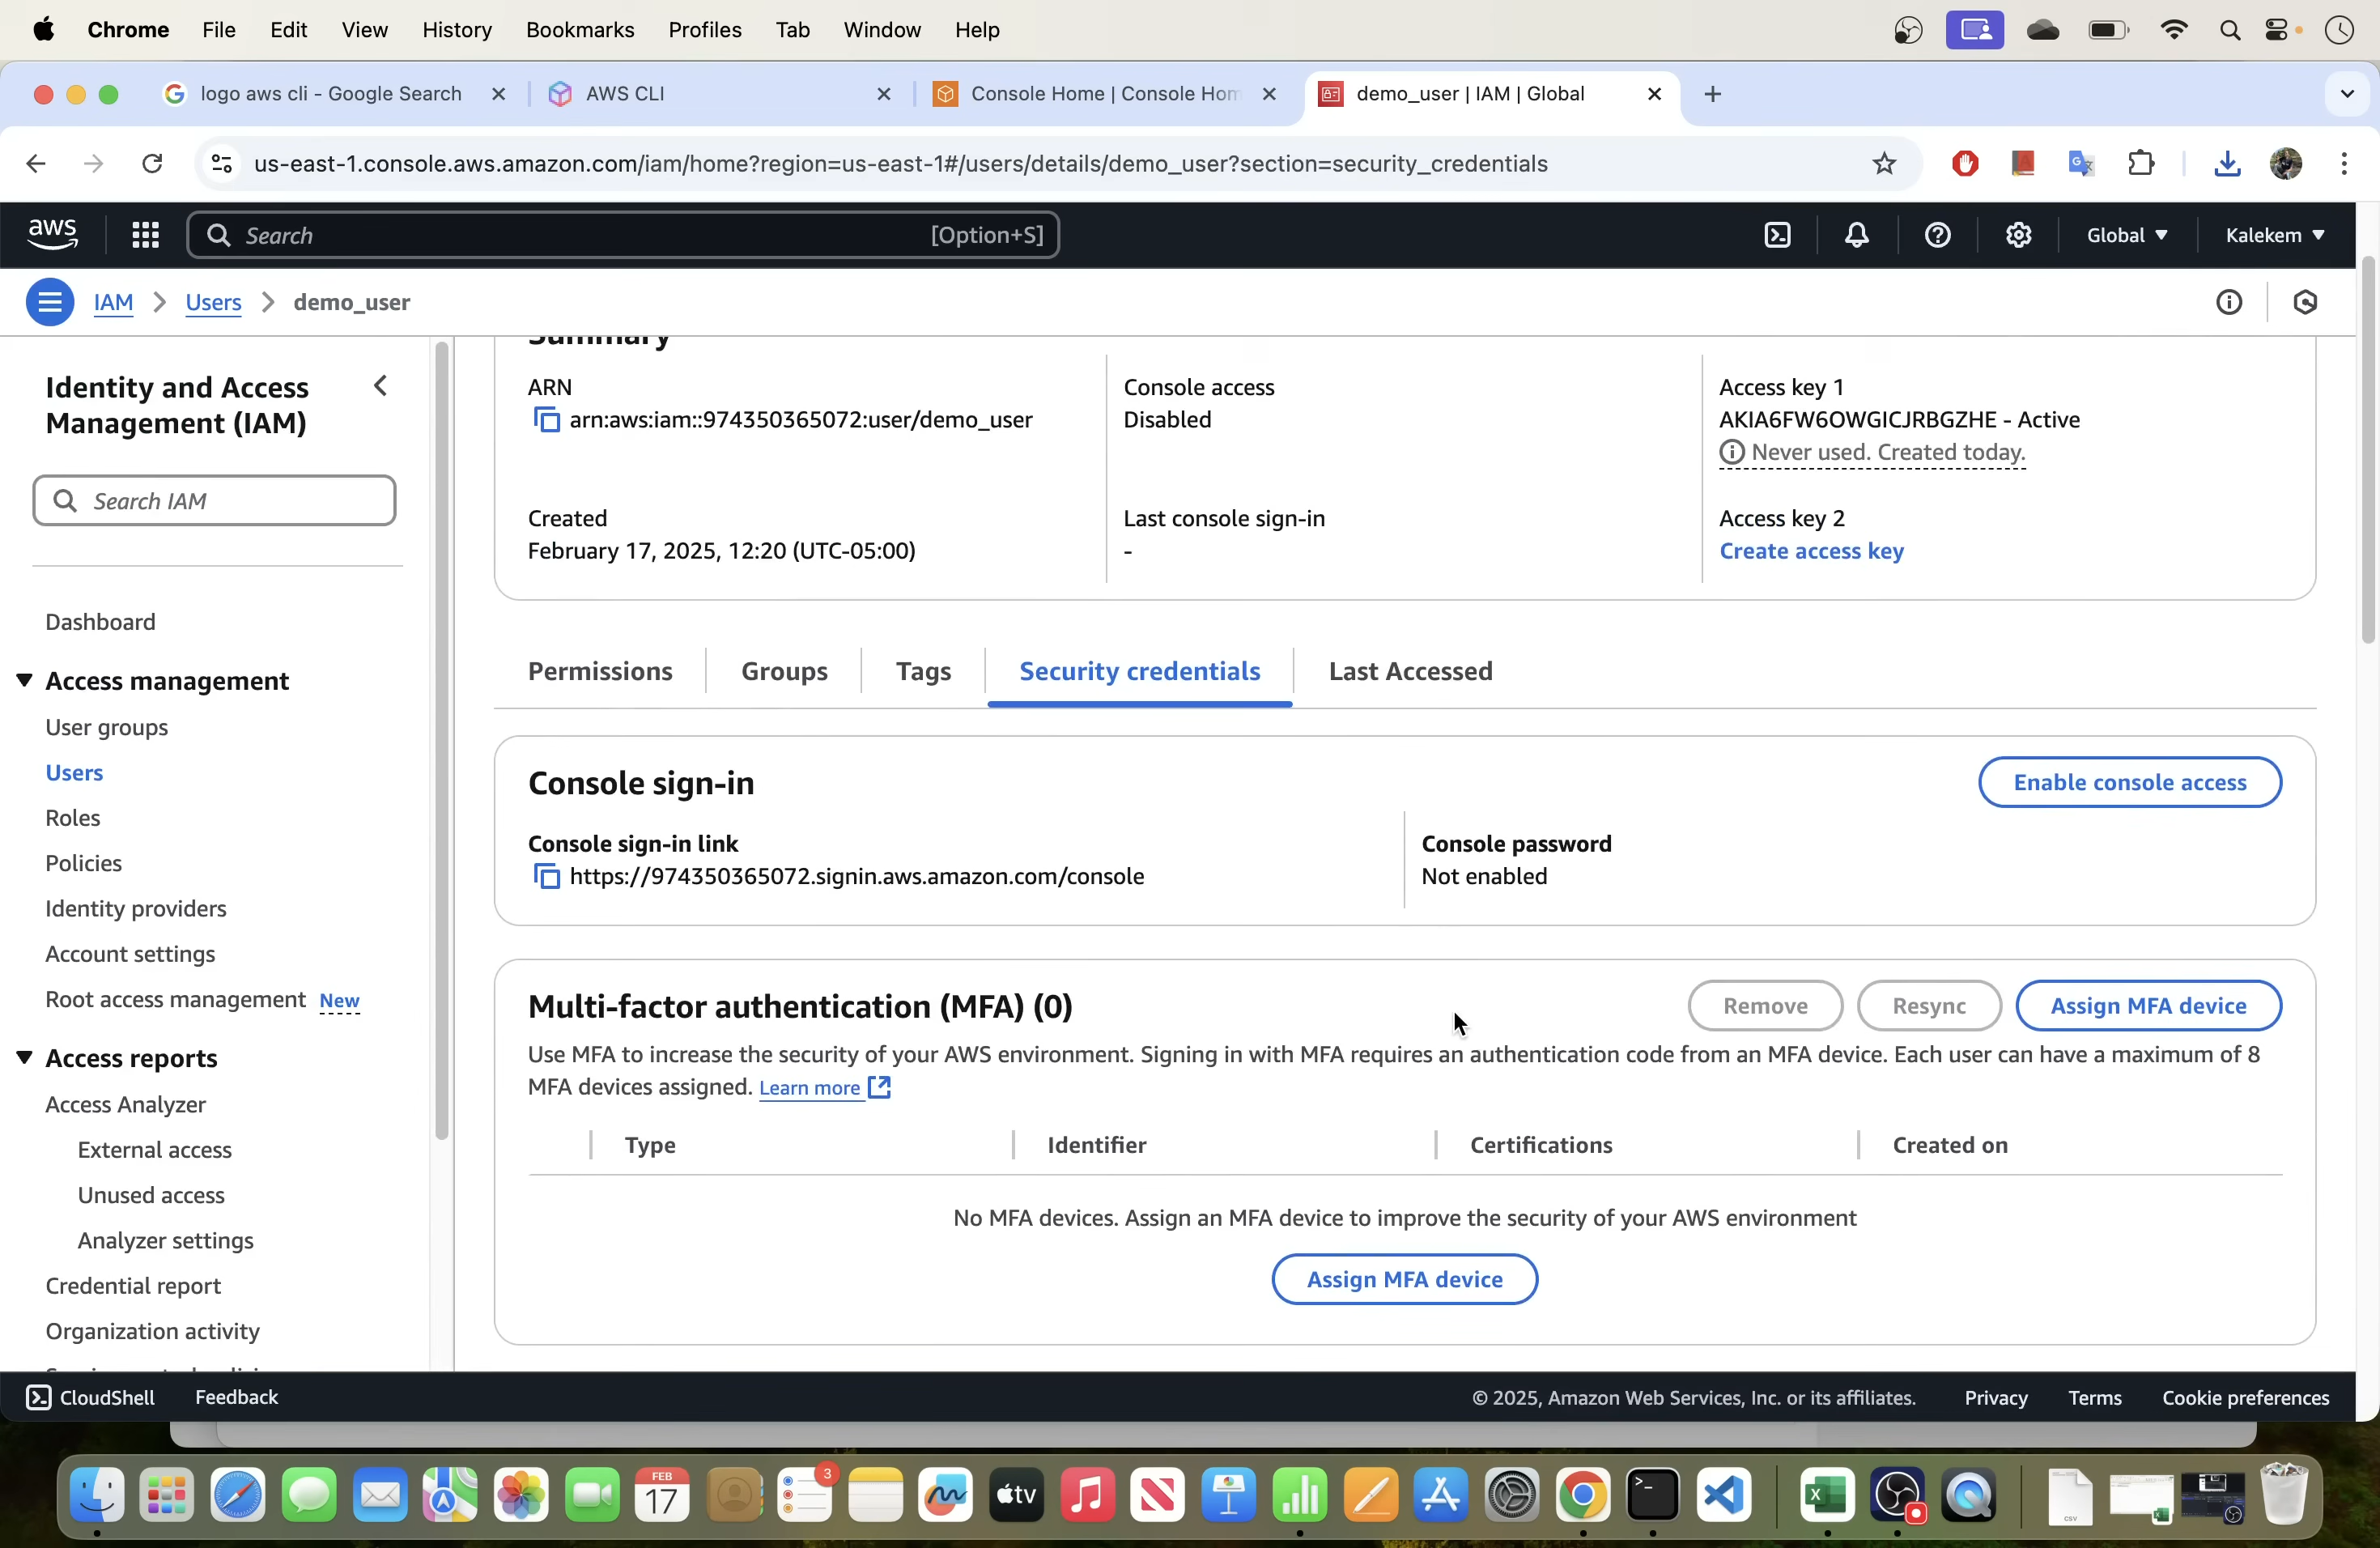 Chrome File Edit View History Bookmarks Profiles Tab Window Help
logo aws cli - Google Search
AWS CLI
Console Home | Console Hom
demo_user | IAM | Global
us-east-1.console.aws.amazon.com/iam/home?region=us-east-1#/users/details/demo_user?section=security_credentials
aws
Search [Option+S]
Global
Kalekem
IAM > Users > demo_user
Identity and Access
Management (IAM)
Search IAM
Dashboard
Access management
User groups
Users
Roles
Policies
Identity providers
Account settings
Root access management New
Access reports
Access Analyzer
External access
Unused access
Analyzer settings
Credential report
Organization activity
Summary
ARN
arn:aws:iam::974350365072:user/demo_user
Console access
Disabled
Access key 1
AKIA6FW6OWGICJRBGZHE - Active
Never used. Created today.
Created
February 17, 2025, 12:20 (UTC-05:00)
Last console sign-in
-
Access key 2
Create access key
Permissions
Groups
Tags
Security credentials
Last Accessed
Console sign-in
Enable console access
Console sign-in link
https://974350365072.signin.aws.amazon.com/console
Console password
Not enabled
Multi-factor authentication (MFA) (0)
Remove
Resync
Assign MFA device
Use MFA to increase the security of your AWS environment. Signing in with MFA requires an authentication code from an MFA device. Each user can have a maximum of 8
MFA devices assigned. Learn more
Type
Identifier
Certifications
Created on
No MFA devices. Assign an MFA device to improve the security of your AWS environment
Assign MFA device
CloudShell
Feedback
© 2025, Amazon Web Services, Inc. or its affiliates.
Privacy
Terms
Cookie preferences
FEB
17
3
tv
CSV